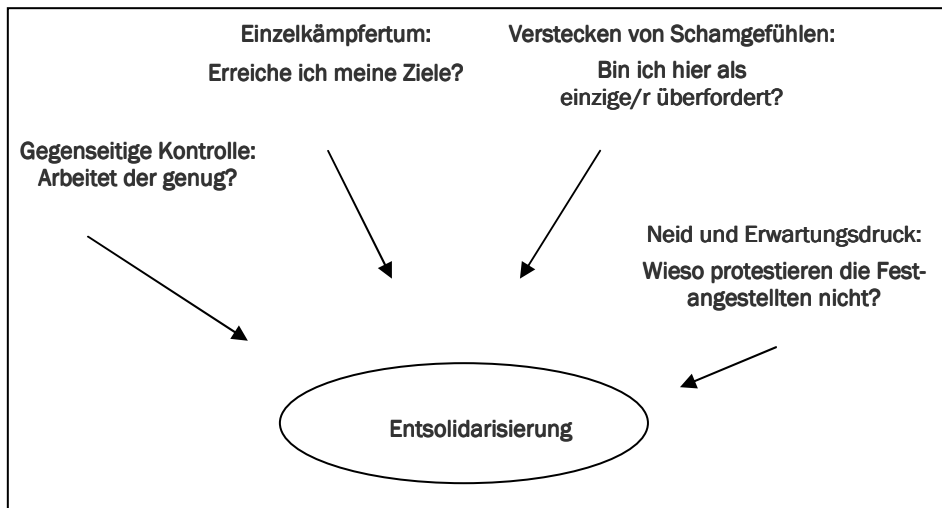 Einzelkämpfertum:
Erreiche ich meine Ziele?
Verstecken von Schamgefühlen:
Bin ich hier als
einzige/r überfordert?
Gegenseitige Kontrolle:
Arbeitet der genug?
Neid und Erwartungsdruck:
Wieso protestieren die Fest-
angestellten nicht?
Entsolidarisierung